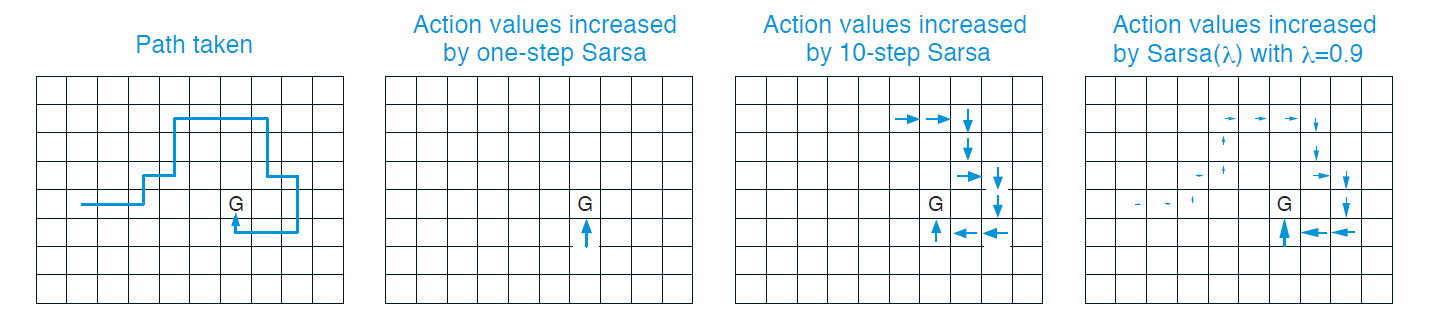 Path taken
Action values increased
by one-step Sarsa
Action values increased
by 10-step Sarsa
Action values increased
by Sarsa(λ) with λ=0.9
G
G
G
G